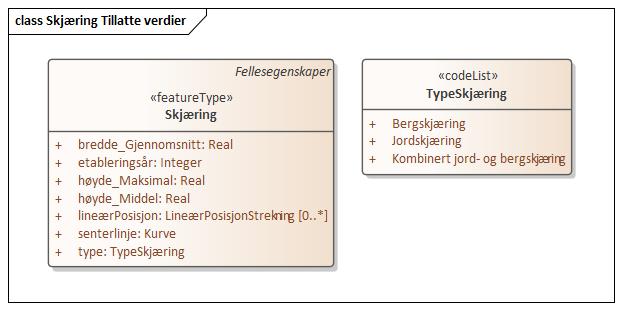 class Skjæring Tillatte verdier
Fellesegenskaper
«featureType»
Skjæring
+ bredde_Gjennomsnitt: Real
+ etableringsår: Integer
+ høyde_Maksimal: Real
+ høyde_Middel: Real
+ lineærPosisjon: LineærPosisjonStrekning [0..*]
+ senterlinje: Kurve
+ type: TypeSkjæring
«codeList»
TypeSkjæring
+ Bergskjæring
+ Jordskjæring
+ Kombinert jord- og bergskjæring